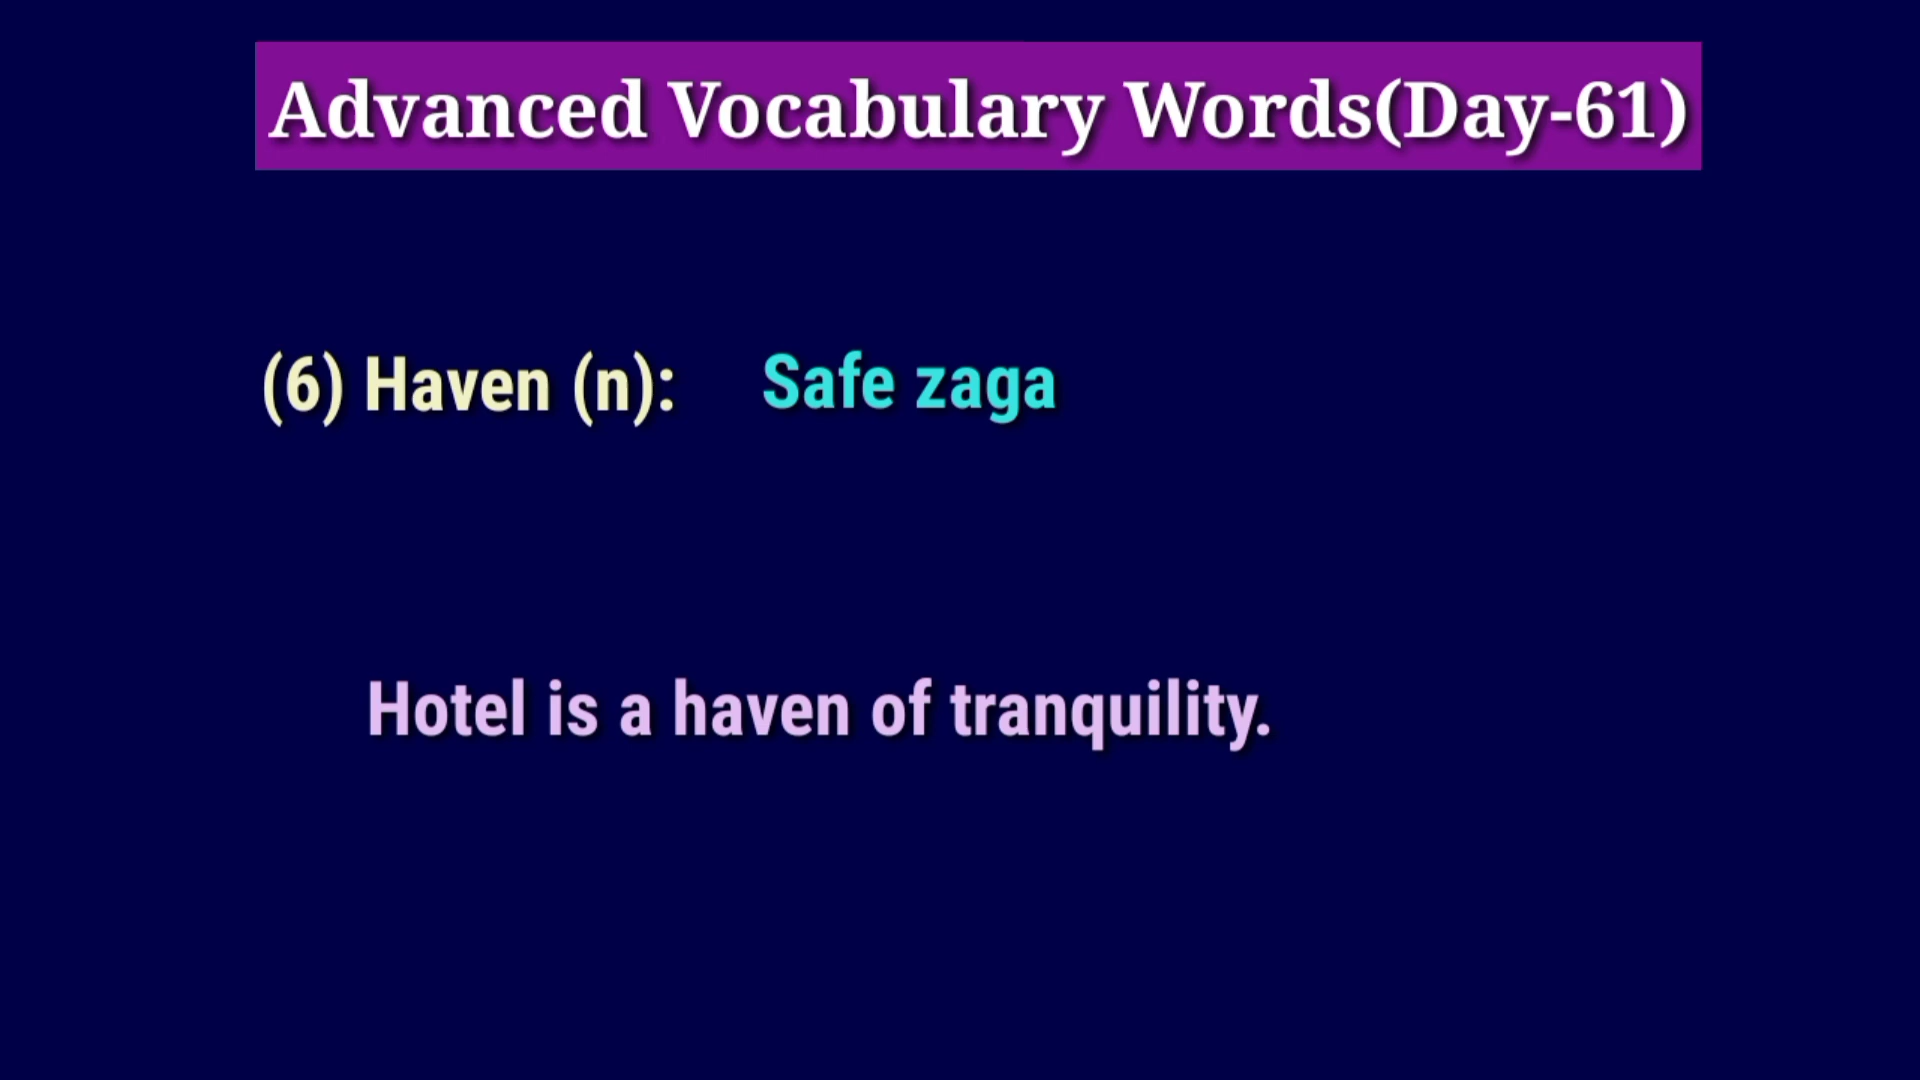 Advanced Vocabulary Words(Day-61)
(6) Haven (n): Safe zaga
Hotel is a haven of tranquility.